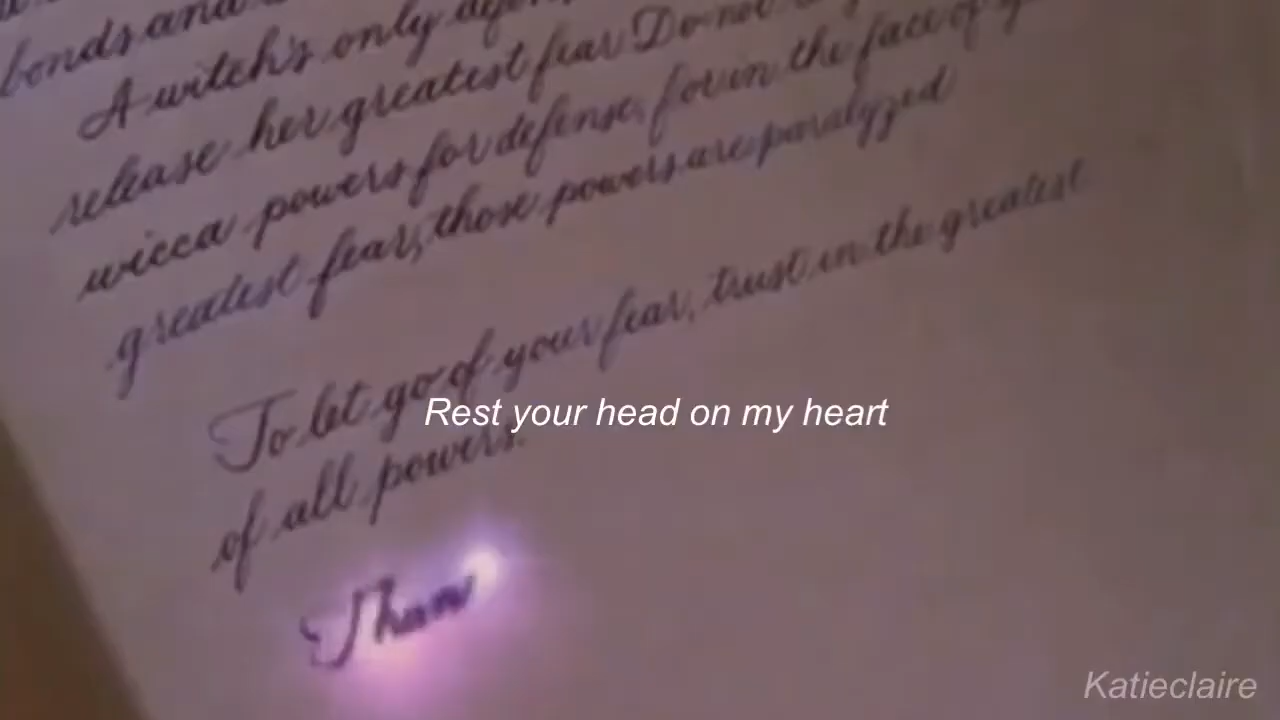 bonds and
A witch's only
release her greatest fear Do not
wicca powers for defense, for in the face of
greatest fear, those powers are paralyzed
To let go of your fear, trust in the greatest
Rest your head on my heart
of all powers.
Than
Katieclaire